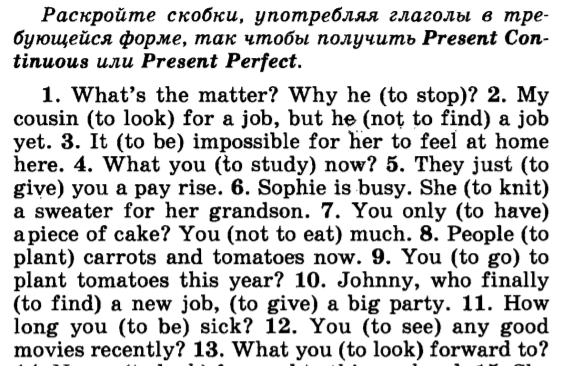 Раскройте скобки, употребляя глаголы в тре-
бующейся форме, так чтобы получить Present Con-
tinuous или Present Perfect.
1. What's the matter? Why he (to stop)? 2. My
cousin (to look) for a job, but he (not to find) a job
yet. 3. It (to be) impossible for her to feel at home
here. 4. What you (to study) now? 5. They just (to
give) you a pay rise. 6. Sophie is busy. She (to knit)
a sweater for her grandson. 7. You only (to have)
a piece of cake? You (not to eat) much. 8. People (to
plant) carrots and tomatoes now. 9. You (to go) to
plant tomatoes this year? 10. Johnny, who finally
(to find) a new job, (to give) a big party. 11. How
long you (to be) sick? 12. You (to see) any good
movies recently? 13. What you (to look) forward to?